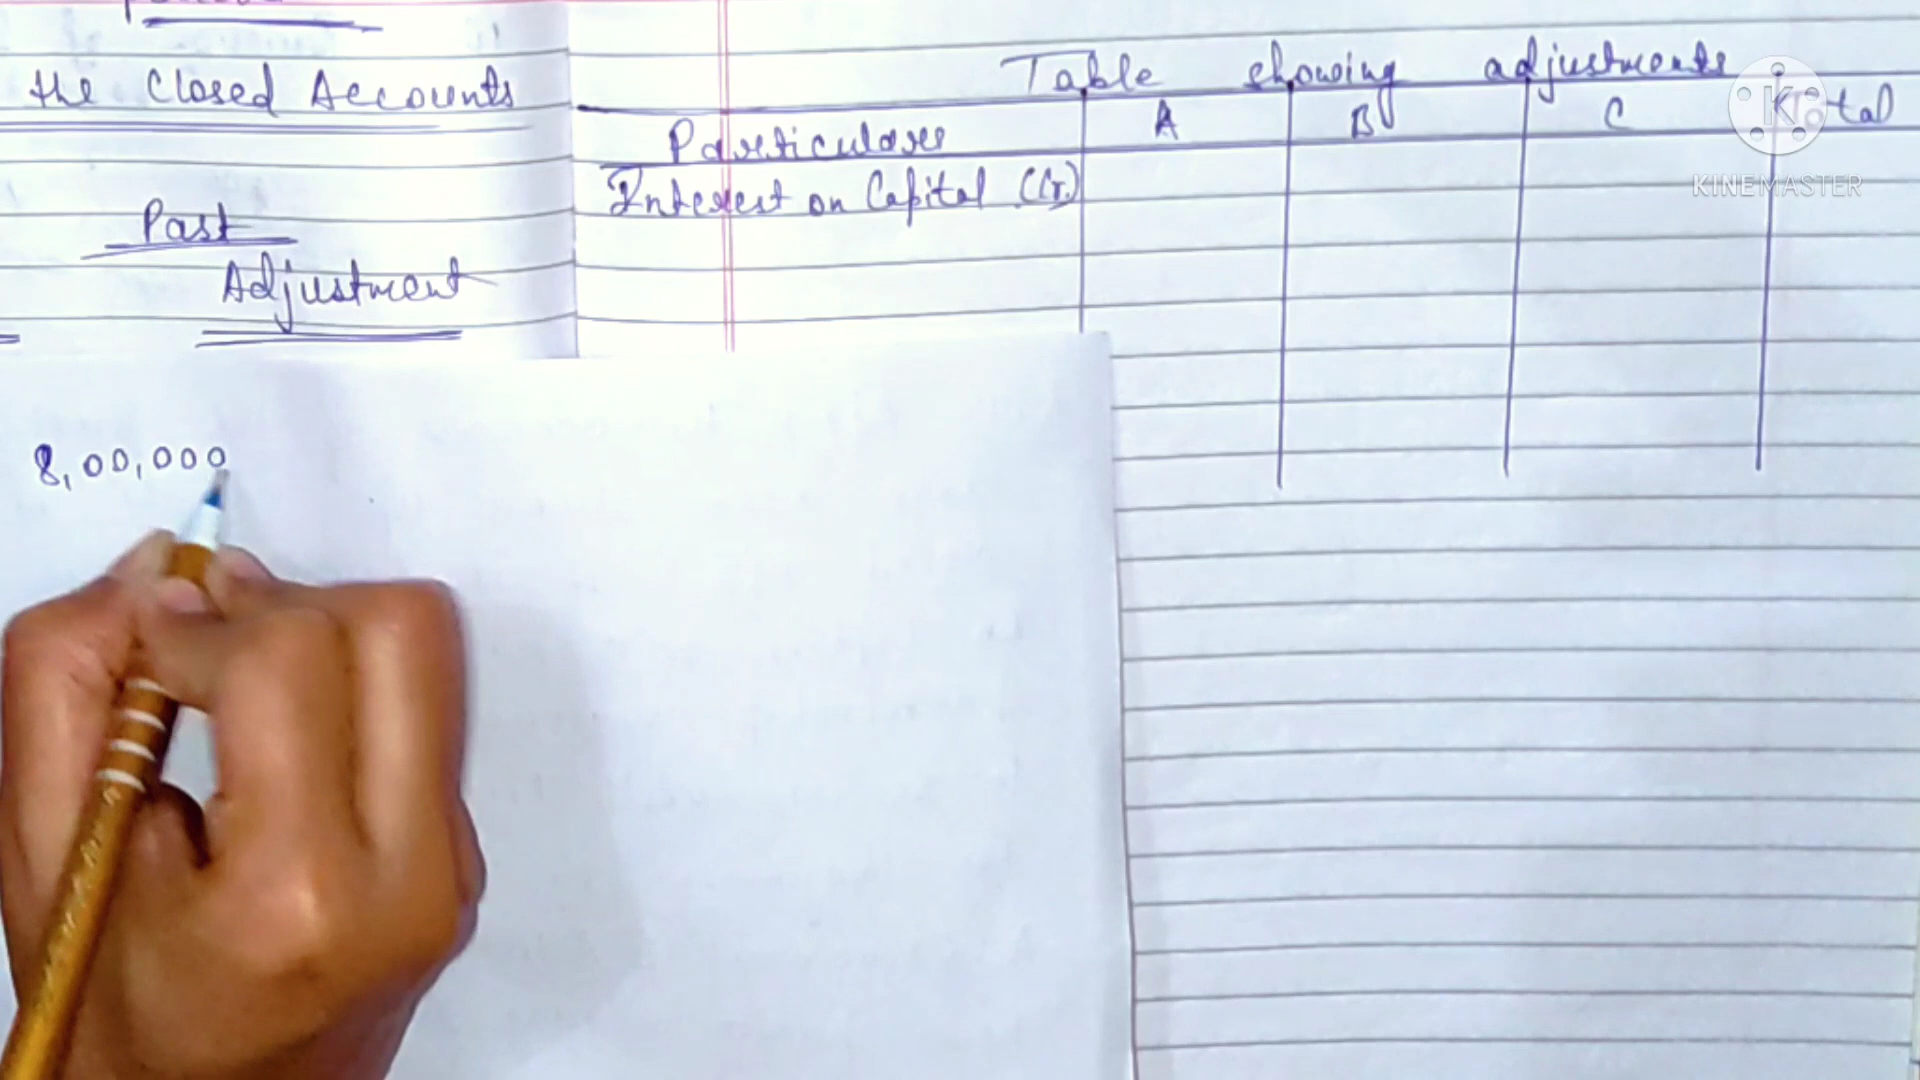 the Closed Accounts
Past
Adjustment
8,00,000
Table showing adjustments
Particulars A B C Total
Interest on Capital (Cr.)
KINEMASTER